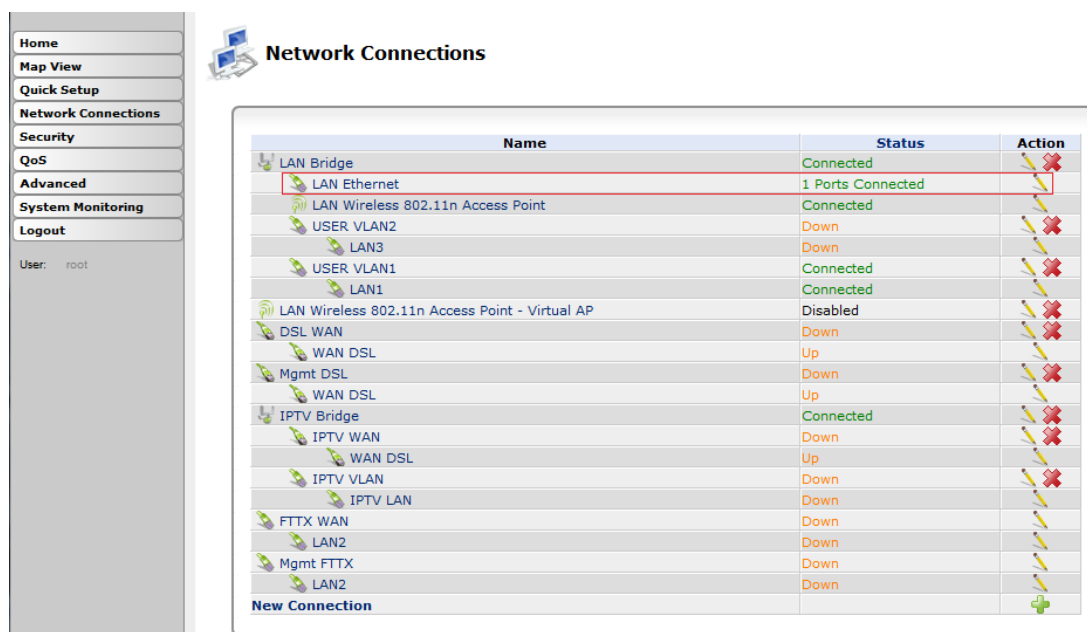 Network Connections
Home
Map View
Quick Setup
Network Connections
Security
QoS
Advanced
System Monitoring
Logout
User: root
Name Status Action
LAN Bridge Connected
LAN Ethernet 1 Ports Connected
LAN Wireless 802.11n Access Point Connected
USER VLAN2 Down
LAN3 Down
USER VLAN1 Connected
LAN1 Connected
LAN Wireless 802.11n Access Point - Virtual AP Disabled
DSL WAN Down
WAN DSL Up
Mgmt DSL Down
WAN DSL Up
IPTV Bridge Connected
IPTV WAN Down
WAN DSL Up
IPTV VLAN Down
IPTV LAN Down
FTTX WAN Down
LAN2 Down
Mgmt FTTX Down
LAN2 Down
New Connection